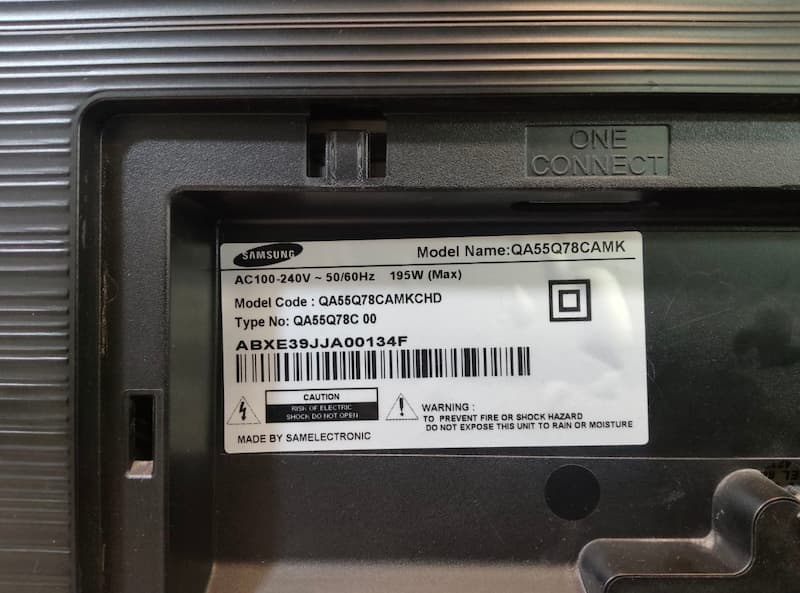 ONE
CONNECT
SAMSUNG
Model Name:QA55Q78CAMK
AC100-240V ~ 50/60Hz 195W (Max)
Model Code : QA55Q78CAMKCHD
Type No: QA55Q78C 00
ABXE39JJA00134F
CAUTION
RISK OF ELECTRIC
SHOCK DO NOT OPEN
WARNING :
TO PREVENT FIRE OR SHOCK HAZARD
DO NOT EXPOSE THIS UNIT TO RAIN OR MOISTURE
MADE BY SAMELECTRONIC